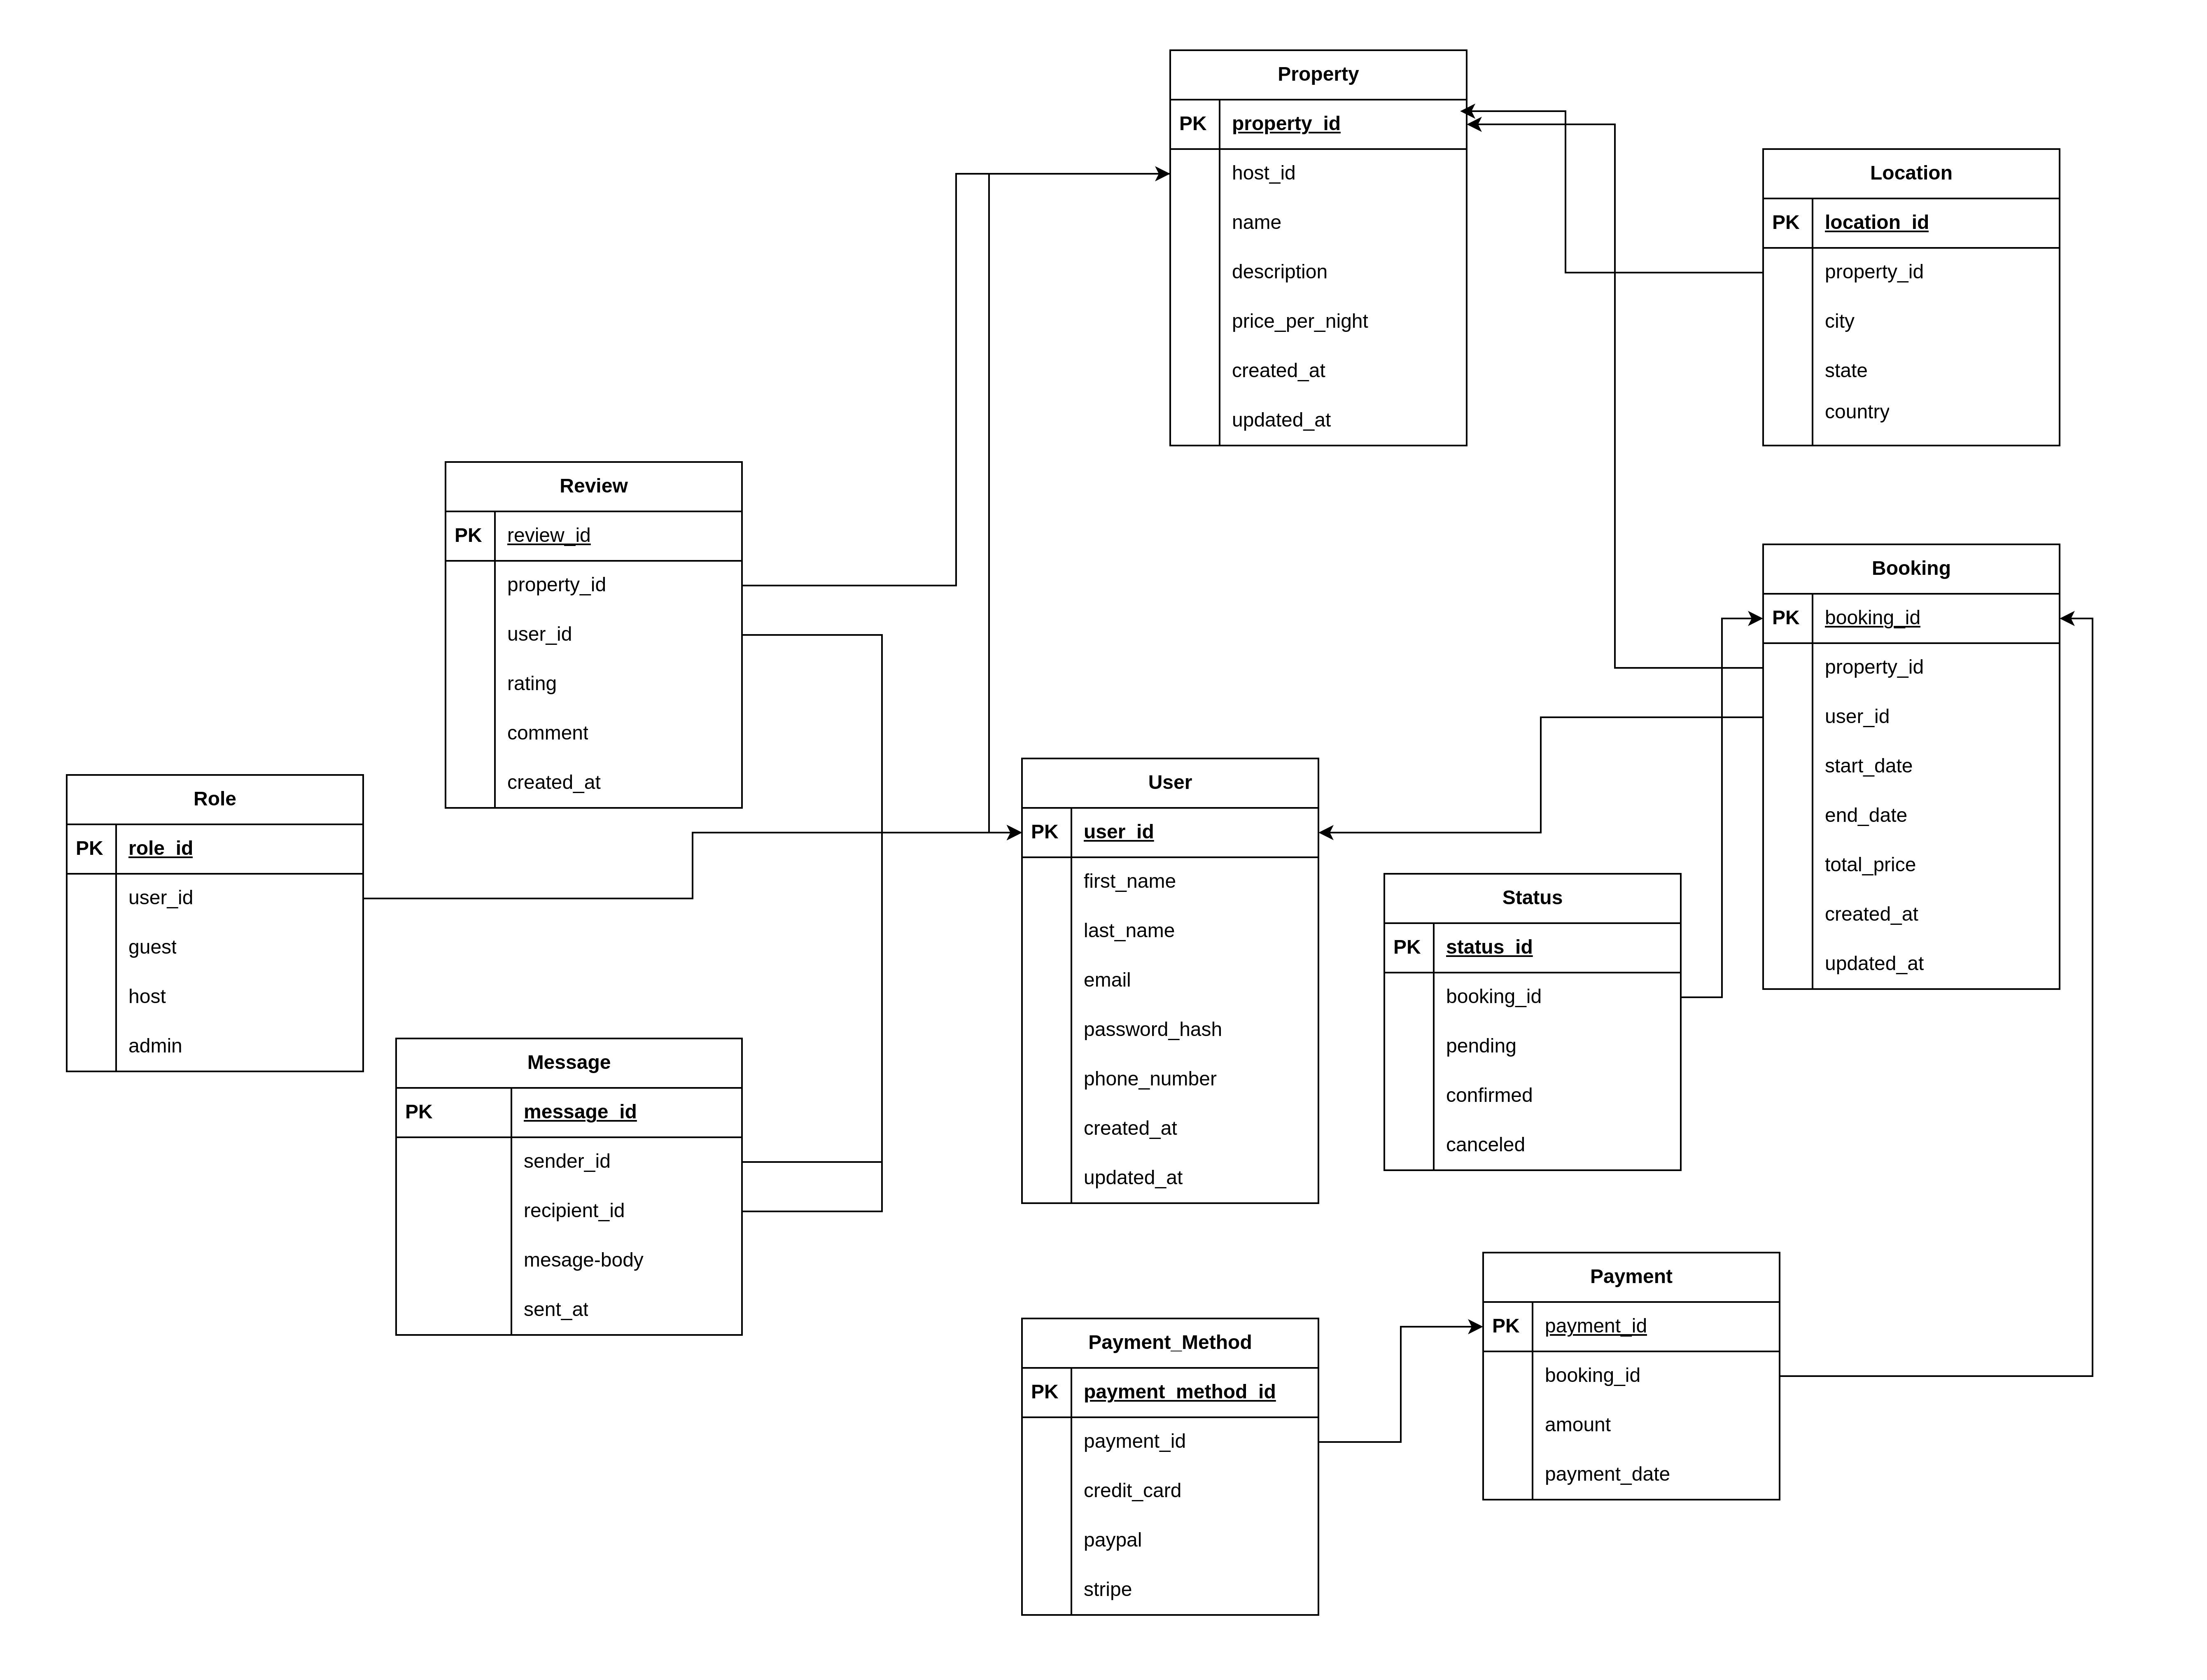 Property
PK property_id
host_id
name
description
price_per_night
created_at
updated_at
Location
PK location_id
property_id
city
state
country
Review
PK review_id
property_id
user_id
rating
comment
created_at
Booking
PK booking_id
property_id
user_id
start_date
end_date
total_price
created_at
updated_at
Role
PK role_id
user_id
guest
host
admin
User
PK user_id
first_name
last_name
email
password_hash
phone_number
created_at
updated_at
Status
PK status_id
booking_id
pending
confirmed
canceled
Message
PK message_id
sender_id
recipient_id
mesage-body
sent_at
Payment_Method
PK payment_method_id
payment_id
credit_card
paypal
stripe
Payment
PK payment_id
booking_id
amount
payment_date